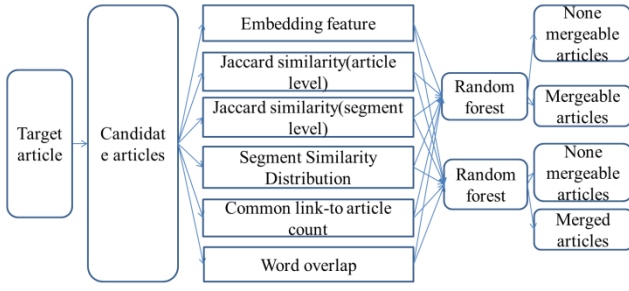 Target
article
Candidat
e articles
Embedding feature
Jaccard similarity(article
level)
Jaccard similarity(segment
level)
Segment Similarity
Distribution
Common link-to article
count
Word overlap
Random
forest
Random
forest
None
mergeable
articles
Mergeable
articles
None
mergeable
articles
Merged
articles